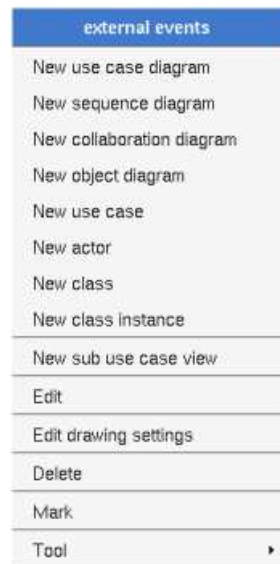 external events
New use case diagram
New sequence diagram
New collaboration diagram
New object diagram
New use case
New actor
New class
New class instance
New sub use case view
Edit
Edit drawing settings
Delete
Mark
Tool